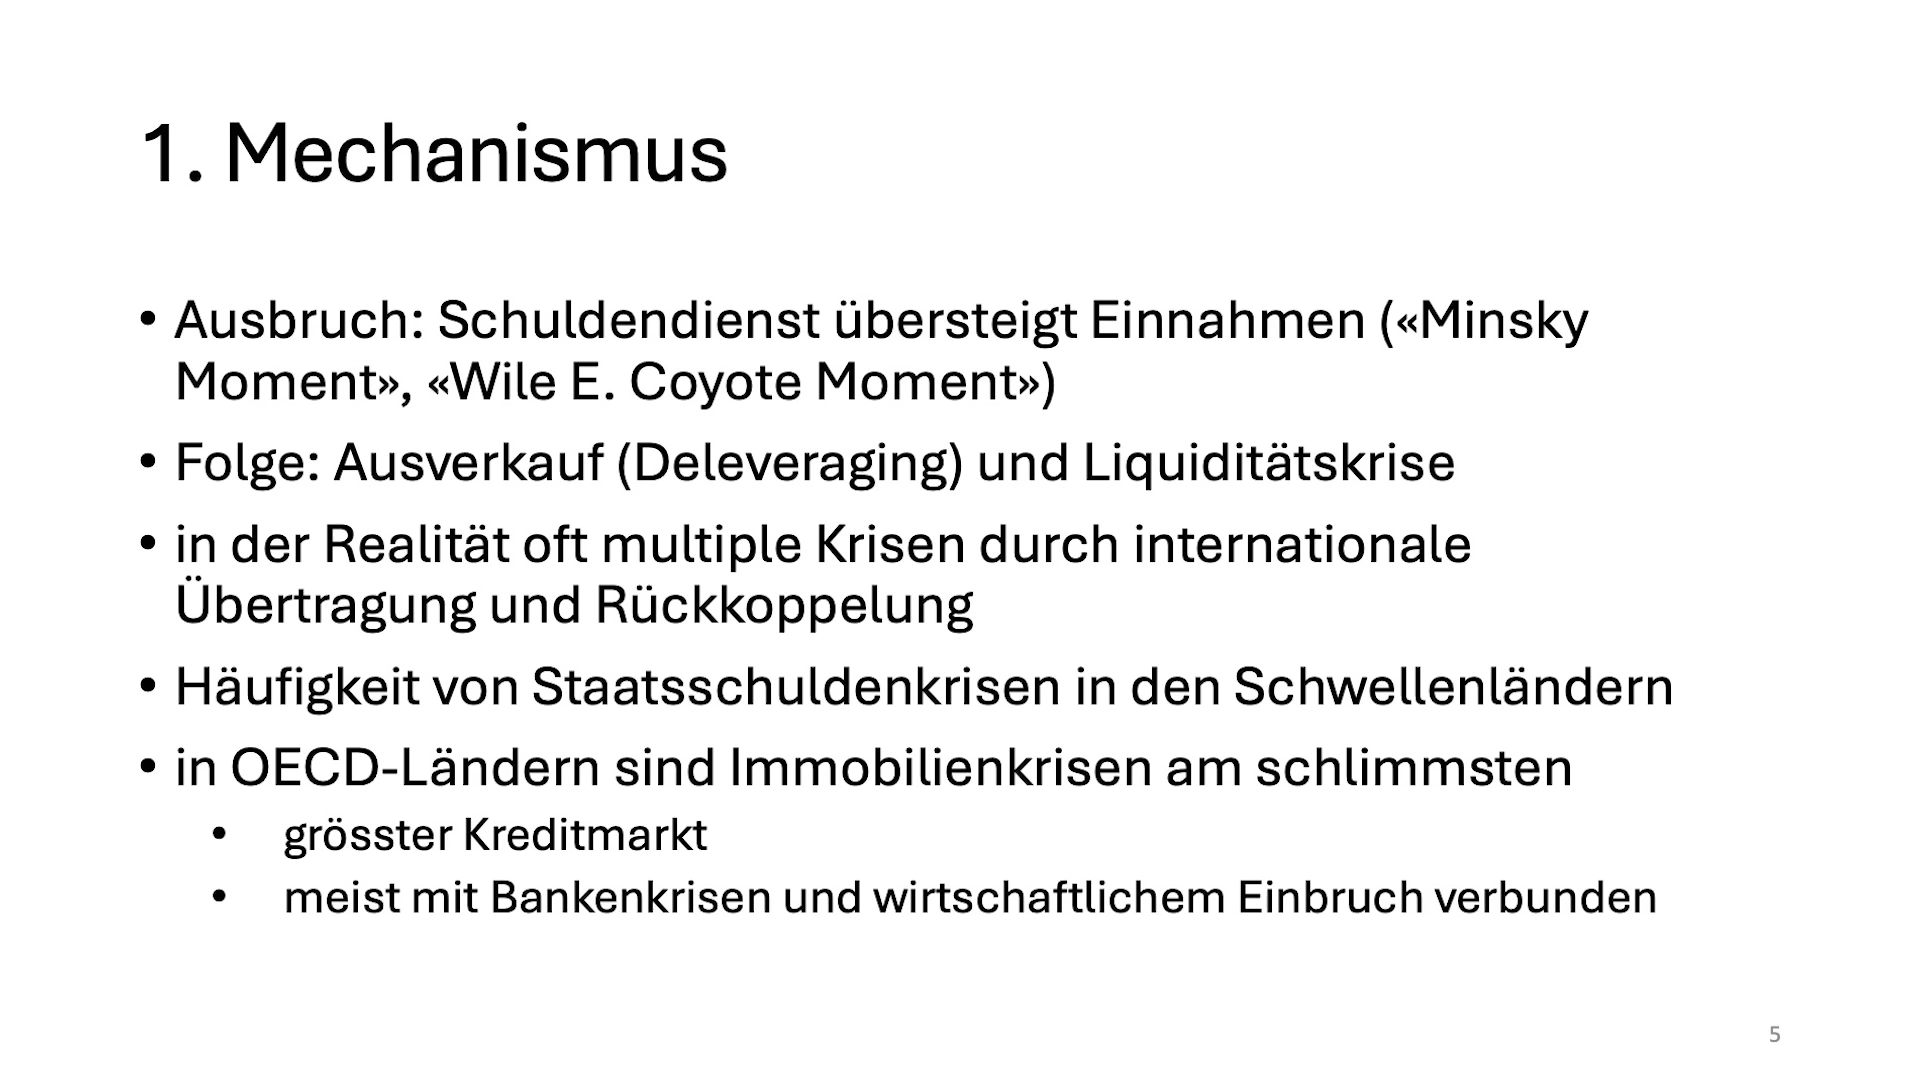 1. Mechanismus
• Ausbruch: Schuldendienst übersteigt Einnahmen («Minsky
Moment», «Wile E. Coyote Moment»)
• Folge: Ausverkauf (Deleveraging) und Liquiditätskrise
• in der Realität oft multiple Krisen durch internationale
Übertragung und Rückkoppelung
• Häufigkeit von Staatsschuldenkrisen in den Schwellenländern
• in OECD-Ländern sind Immobilienkrisen am schlimmsten
• grösster Kreditmarkt
• meist mit Bankenkrisen und wirtschaftlichem Einbruch verbunden
5